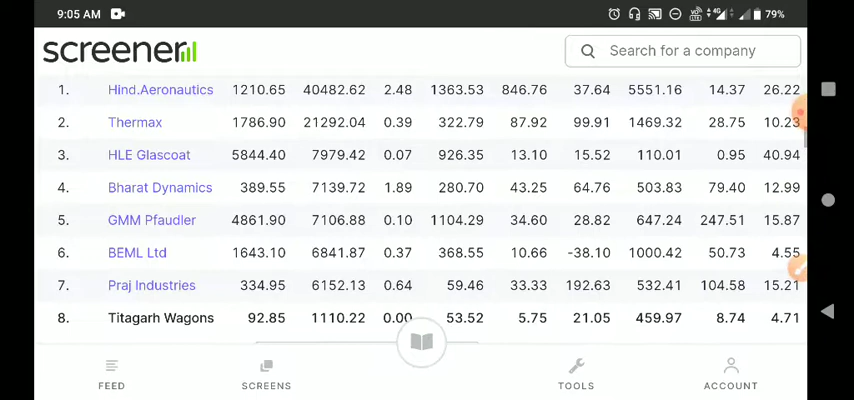 9:05 AM VO) 4G 79%
screener Search for a company
1. Hind.Aeronautics 1210.65 40482.62 2.48 1363.53 846.76 37.64 5551.16 14.37 26.22
2. Thermax 1786.90 21292.04 0.39 322.79 87.92 99.91 1469.32 28.75 10.23
3. HLE Glascoat 5844.40 7979.42 0.07 926.35 13.10 15.52 110.01 0.95 40.94
4. Bharat Dynamics 389.55 7139.72 1.89 280.70 43.25 64.76 503.83 79.40 12.99
5. GMM Pfaudler 4861.90 7106.88 0.10 1104.29 34.60 28.82 647.24 247.51 15.87
6. BEML Ltd 1643.10 6841.87 0.37 368.55 10.66 -38.10 1000.42 50.73 4.55
7. Praj Industries 334.95 6152.13 0.64 59.46 33.33 192.63 532.41 104.58 15.21
8. Titagarh Wagons 92.85 1110.22 0.00 53.52 5.75 21.05 459.97 8.74 4.71
FEED SCREENS TOOLS ACCOUNT